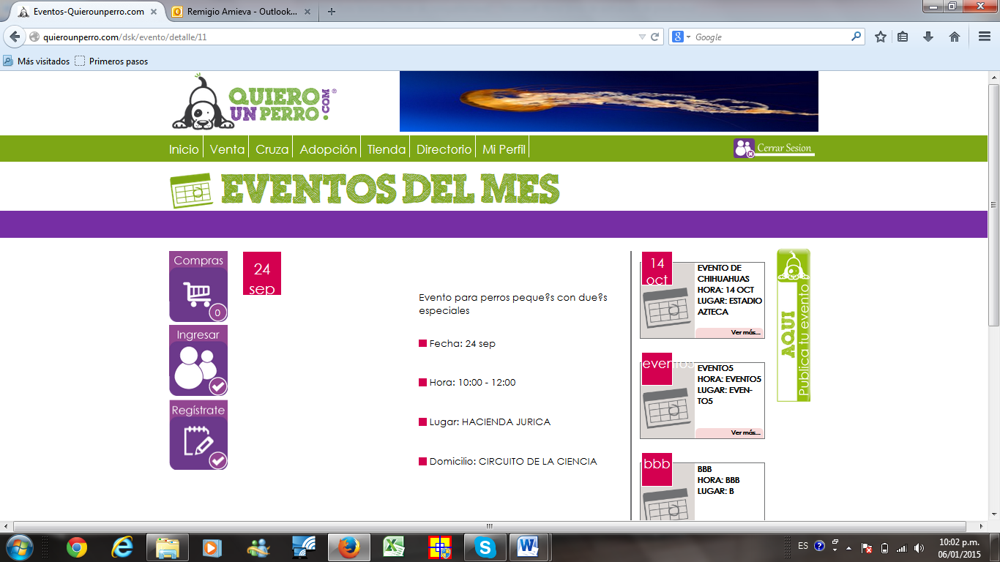 Eventos-Quierounperro.com
Remigio Amieva - Outlook...
quierounperro.com/dsk/evento/detalle/11
Google
Más visitados
Primeros pasos
QUIERO
UN PERRO
.COM
®
Inicio
Venta
Cruza
Adopción
Tienda
Directorio
Mi Perfil
Cerrar Sesion
EVENTOS DEL MES
Compras
0
Ingresar
Regístrate
24
sep
Evento para perros peque?s con due?s
especiales
Fecha: 24 sep
Hora: 10:00 - 12:00
Lugar: HACIENDA JURICA
Domicilio: CIRCUITO DE LA CIENCIA
14
oct
EVENTO DE
CHIHUAHUAS
HORA: 14 OCT
LUGAR: ESTADIO
AZTECA
Ver más...
evento5
EVENTO5
HORA: EVENTO5
LUGAR: EVEN-
TO5
Ver más...
bbb
BBB
HORA: BBB
LUGAR: B
AQUI
Publica tu evento
ES
10:02 p.m.
06/01/2015